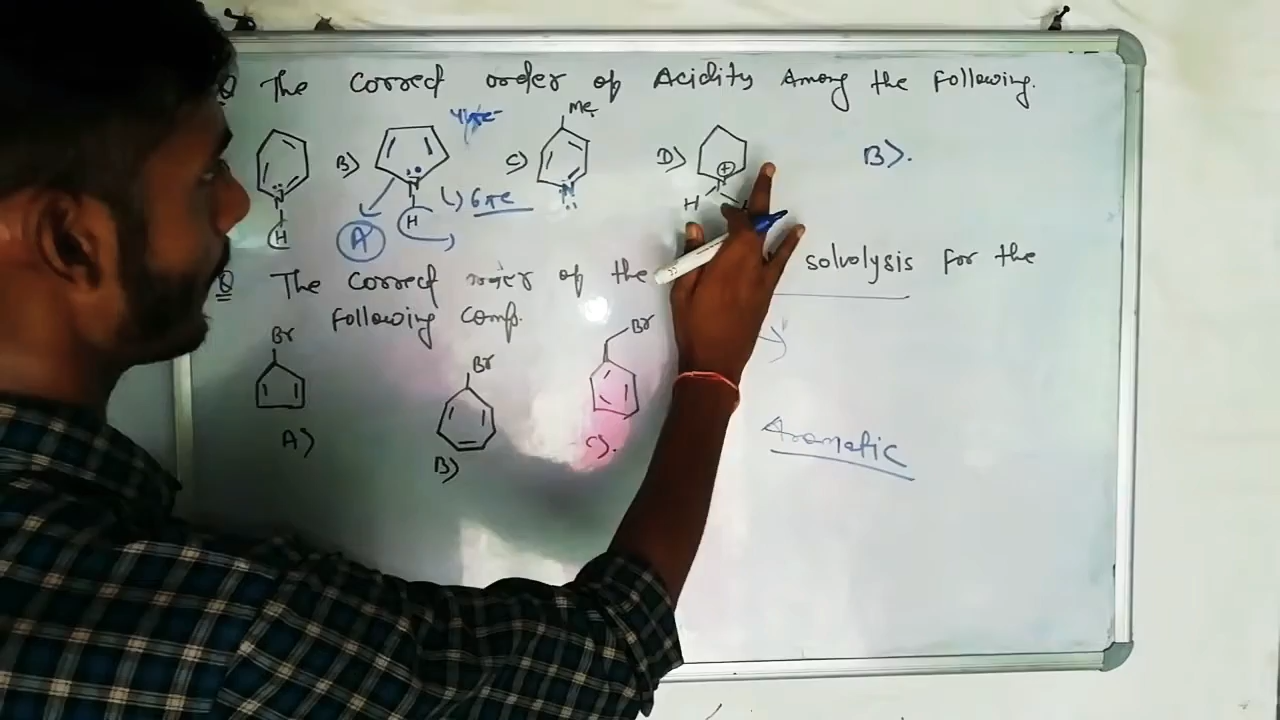 Q The Correct order of Acidity Among the Following.
N H
B) N H A 6πe
C) Me N
D) N H
B>.
Q The Correct order of the solvolysis for the
Following Comp.
Br A)
Br B)
Br C).
Aromatic